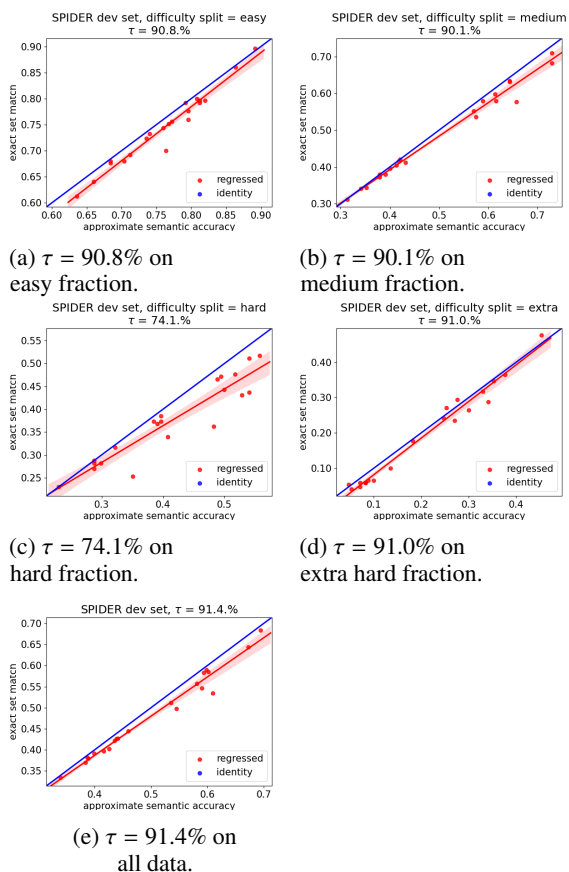 SPIDER dev set, difficulty split = easy
τ = 90.8.%
exact set match
0.90
0.85
0.80
0.75
0.70
0.65
0.60
regressed
identity
0.60 0.65 0.70 0.75 0.80 0.85 0.90
approximate semantic accuracy
(a) τ = 90.8% on
easy fraction.
SPIDER dev set, difficulty split = medium
τ = 90.1.%
exact set match
0.70
0.60
0.50
0.40
0.30
regressed
identity
0.3 0.4 0.5 0.6 0.7
approximate semantic accuracy
(b) τ = 90.1% on
medium fraction.
SPIDER dev set, difficulty split = hard
τ = 74.1.%
exact set match
0.55
0.50
0.45
0.40
0.35
0.30
0.25
regressed
identity
0.3 0.4 0.5
approximate semantic accuracy
(c) τ = 74.1% on
hard fraction.
SPIDER dev set, difficulty split = extra
τ = 91.0.%
exact set match
0.40
0.30
0.20
0.10
regressed
identity
0.1 0.2 0.3 0.4
approximate semantic accuracy
(d) τ = 91.0% on
extra hard fraction.
SPIDER dev set, τ = 91.4.%
exact set match
0.70
0.65
0.60
0.55
0.50
0.45
0.40
0.35
regressed
identity
0.4 0.5 0.6 0.7
approximate semantic accuracy
(e) τ = 91.4% on
all data.